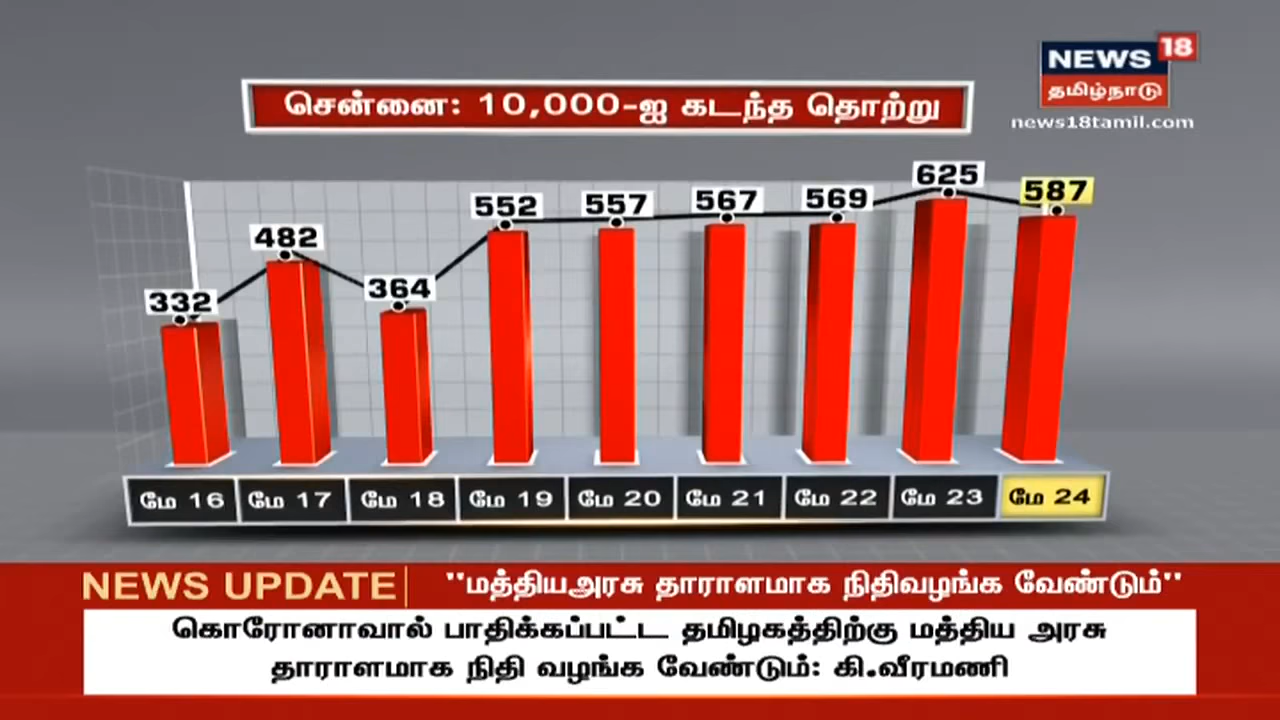 NEWS 18
தமிழ்நாடு
news18tamil.com
சென்னை: 10,000-ஐ கடந்த தொற்று
332 482 364 552 557 567 569 625 587
மே 16 மே 17 மே 18 மே 19 மே 20 மே 21 மே 22 மே 23 மே 24
NEWS UPDATE "மத்தியஅரசு தாராளமாக நிதிவழங்க வேண்டும்"
கொரோனாவால் பாதிக்கப்பட்ட தமிழகத்திற்கு மத்திய அரசு
தாராளமாக நிதி வழங்க வேண்டும்: கி.வீரமணி